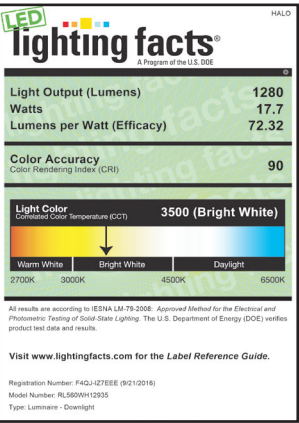 HALO
LED
lighting facts®
A Program of the U.S. DOE
Light Output (Lumens) 1280
Watts 17.7
Lumens per Watt (Efficacy) 72.32
Color Accuracy
Color Rendering Index (CRI) 90
Light Color
Correlated Color Temperature (CCT) 3500 (Bright White)
Warm White Bright White Daylight
2700K 3000K 4500K 6500K
All results are according to IESNA LM-79-2008: Approved Method for the Electrical and
Photometric Testing of Solid-State Lighting. The U.S. Department of Energy (DOE) verifies
product test data and results.
Visit www.lightingfacts.com for the Label Reference Guide.
Registration Number: F4QJ-IZ7EEE (9/21/2016)
Model Number: RL560WH12935
Type: Luminaire - Downlight